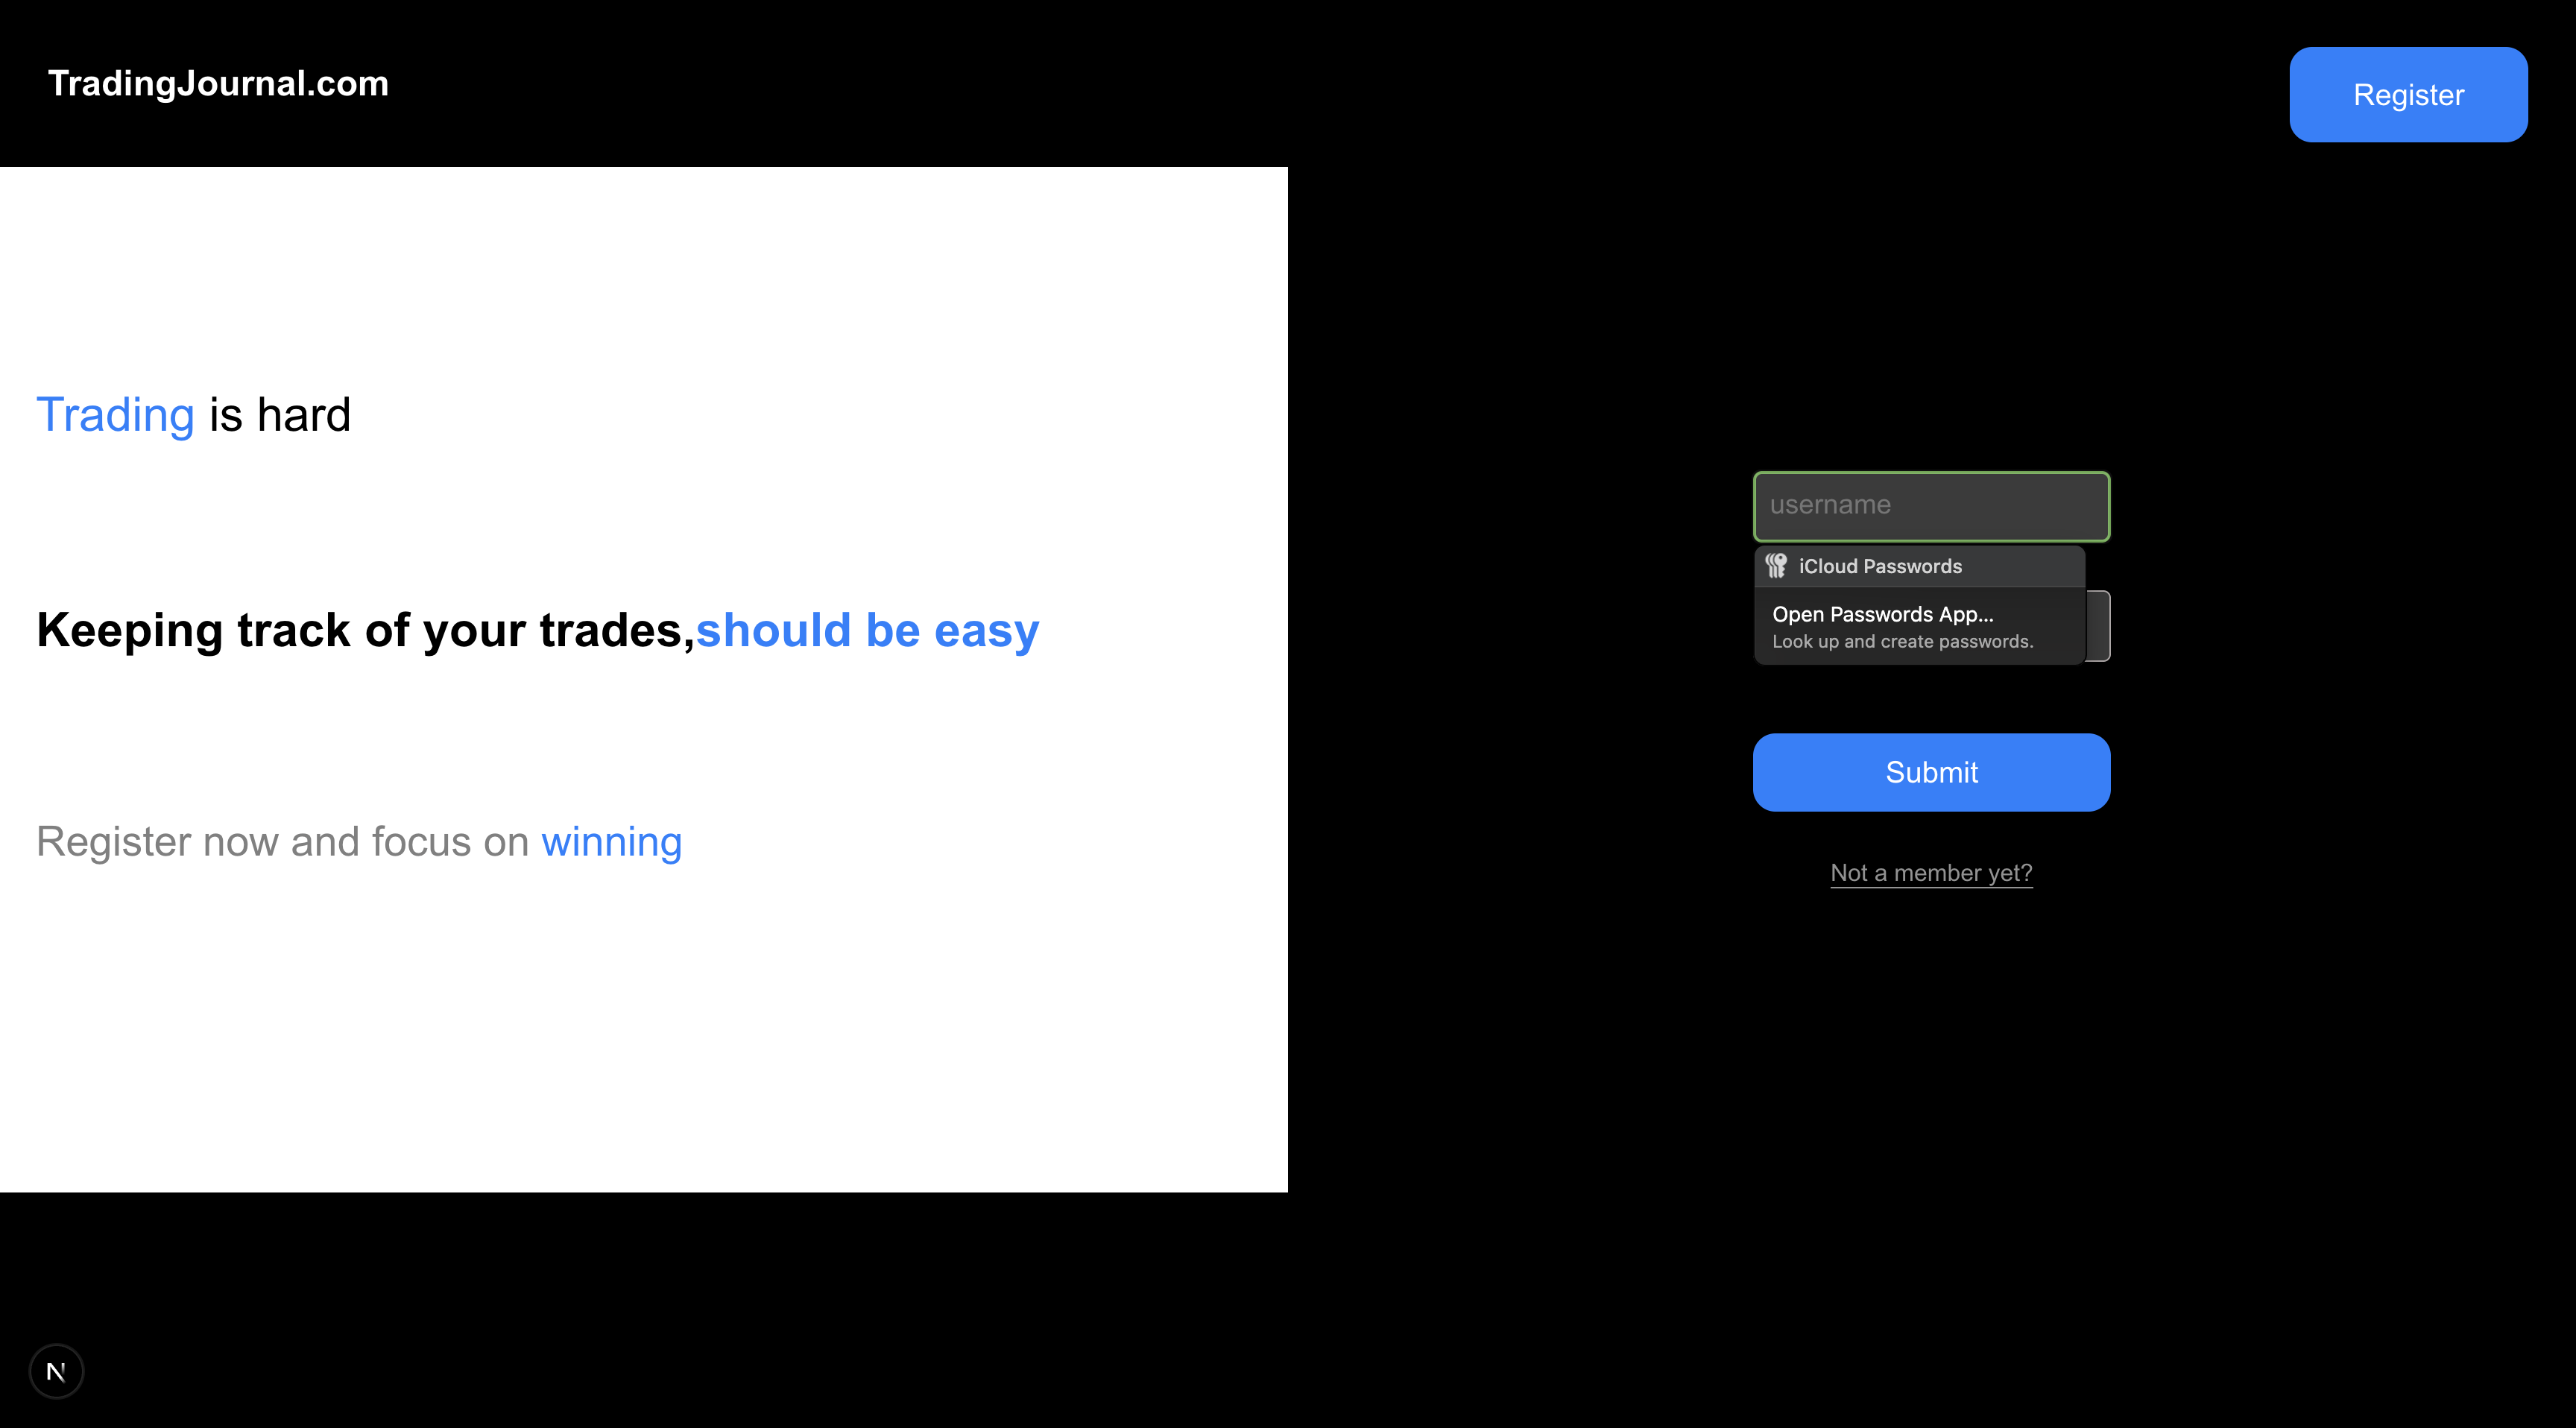 TradingJournal.com
Register
Trading is hard
Keeping track of your trades,should be easy
Register now and focus on winning
username
iCloud Passwords
Open Passwords App...
Look up and create passwords.
Submit
Not a member yet?
N